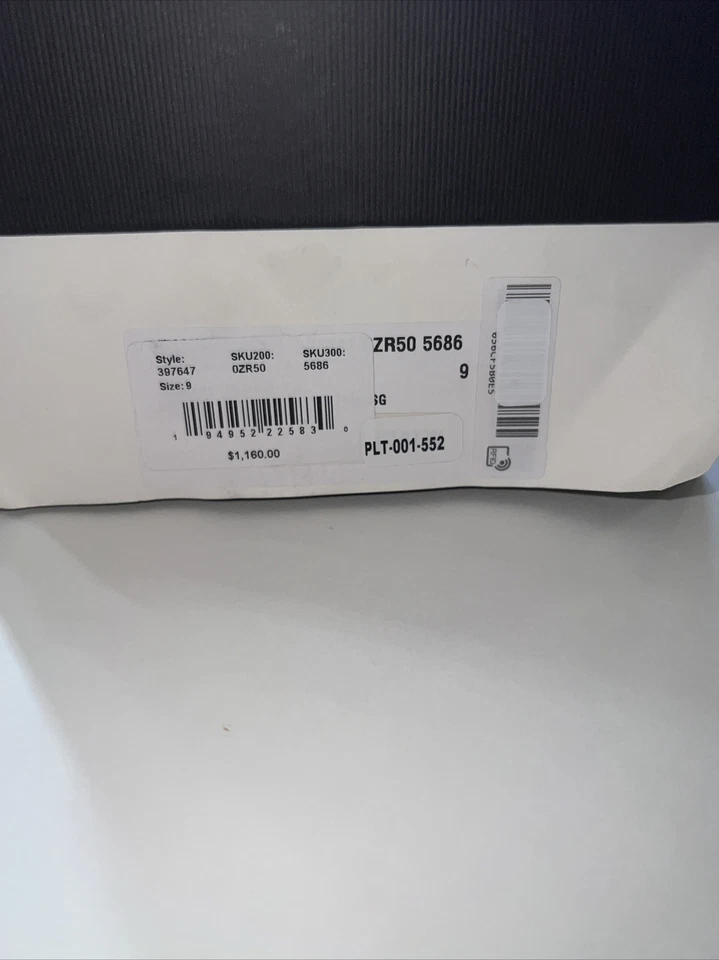 Style: SKU200: SKU300:
397647 0ZR50 5686
Size: 9
1 94952 22583 0
$1,160.00
ZR50 5686
9
SG
PLT-001-552
RFID